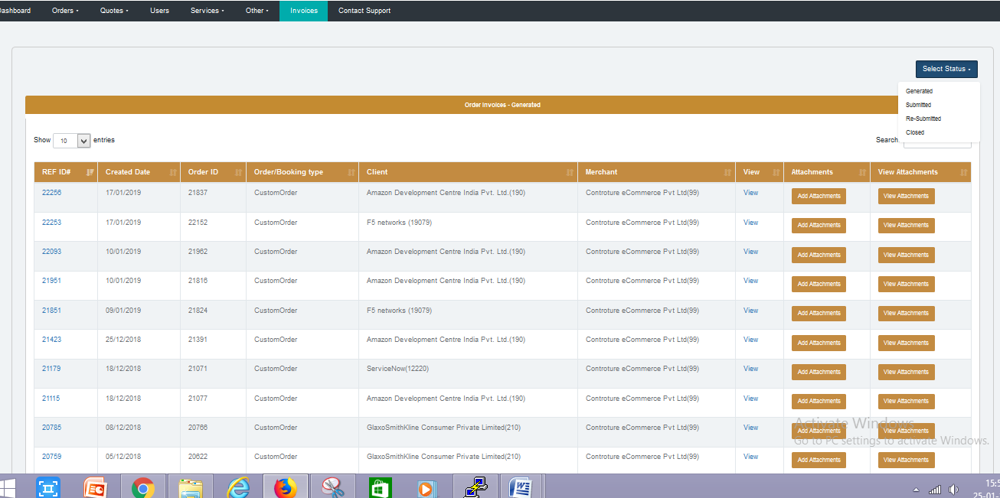 Dashboard Orders Quotes Users Services Other Invoices Contact Support
Select Status
Generated
Submitted
Re-Submitted
Closed
Order Invoices - Generated
Show 10 entries
Search
REF ID# Created Date Order ID Order/Booking type Client Merchant View Attachments View Attachments
22256 17/01/2019 21837 CustomOrder Amazon Development Centre India Pvt. Ltd.(190) Controture eCommerce Pvt Ltd(99) View Add Attachments View Attachments
22253 17/01/2019 22152 CustomOrder F5 networks (19079) Controture eCommerce Pvt Ltd(99) View Add Attachments View Attachments
22093 10/01/2019 21962 CustomOrder Amazon Development Centre India Pvt. Ltd.(190) Controture eCommerce Pvt Ltd(99) View Add Attachments View Attachments
21951 10/01/2019 21816 CustomOrder Amazon Development Centre India Pvt. Ltd.(190) Controture eCommerce Pvt Ltd(99) View Add Attachments View Attachments
21851 09/01/2019 21824 CustomOrder F5 networks (19079) Controture eCommerce Pvt Ltd(99) View Add Attachments View Attachments
21423 25/12/2018 21391 CustomOrder Amazon Development Centre India Pvt. Ltd.(190) Controture eCommerce Pvt Ltd(99) View Add Attachments View Attachments
21179 18/12/2018 21071 CustomOrder ServiceNow(12220) Controture eCommerce Pvt Ltd(99) View Add Attachments View Attachments
21115 18/12/2018 21077 CustomOrder Amazon Development Centre India Pvt. Ltd.(190) Controture eCommerce Pvt Ltd(99) View Add Attachments View Attachments
20785 08/12/2018 20766 CustomOrder GlaxoSmithKline Consumer Private Limited(210) Controture eCommerce Pvt Ltd(99) View Add Attachments View Attachments
20759 05/12/2018 20622 CustomOrder GlaxoSmithKline Consumer Private Limited(210) Controture eCommerce Pvt Ltd(99) View Add Attachments View Attachments
Activate Windows
Go to PC settings to activate Windows.